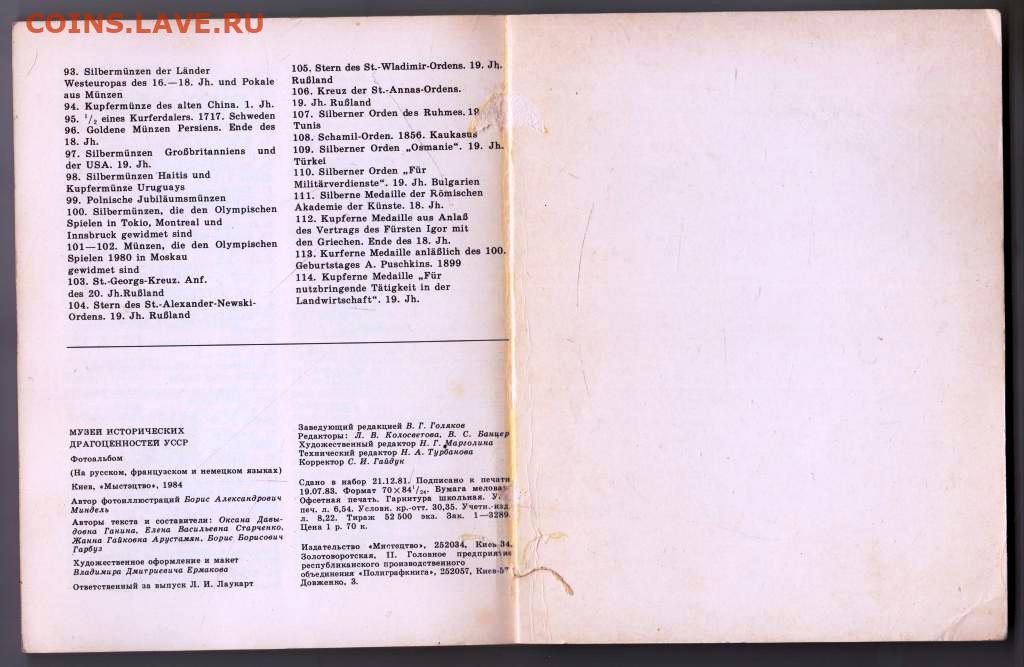 COINS.LAVE.RU
93. Silbermünzen der Länder
Westeuropas des 16.—18. Jh. und Pokale
aus Münzen
94. Kupfermünze des alten China. 1. Jh.
95. 1/2 eines Kurferdalers. 1717. Schweden
96. Goldene Münzen Persiens. Ende des
18. Jh.
97. Silbermünzen Großbritanniens und
der USA. 19. Jh.
98. Silbermünzen Haitis und
Kupfermünze Uruguays
99. Polnische Jubiläumsmünzen
100. Silbermünzen, die den Olympischen
Spielen in Tokio, Montreal und
Innsbruck gewidmet sind
101—102. Münzen, die den Olympischen
Spielen 1980 in Moskau
gewidmet sind
103. St.-Georgs-Kreuz. Anf.
des 20. Jh.Rußland
104. Stern des St.-Alexander-Newski-
Ordens. 19. Jh. Rußland
105. Stern des St.-Wladimir-Ordens. 19. Jh.
Rußland
106. Kreuz der St.-Annas-Ordens.
19. Jh. Rußland
107. Silberner Orden des Ruhmes. 19
Tunis
108. Schamil-Orden. 1856. Kaukasus
109. Silberner Orden „Osmanie“. 19. Jh.
Türkei
110. Silberner Orden „Für
Militärverdienste“. 19. Jh. Bulgarien
111. Silberne Medaille der Römischen
Akademie der Künste. 18. Jh.
112. Kupferne Medaille aus Anlaß
des Vertrags des Fürsten Igor mit
den Griechen. Ende des 18. Jh.
113. Kurferne Medaille anläßlich des 100.
Geburtstages A. Puschkins. 1899
114. Kupferne Medaille „Für
nutzbringende Tätigkeit in der
Landwirtschaft“. 19. Jh.
МУЗЕЙ ИСТОРИЧЕСКИХ
ДРАГОЦЕННОСТЕЙ УССР
Фотоальбом
(На русском, французском и немецком языках)
Киев, «Мыстэцтво», 1984
Автор фотоиллюстраций Борис Александрович
Миндель
Авторы текста и составители: Оксана Давы-
довна Ганина, Елена Васильевна Старченко,
Жанна Гайковна Арустамян, Борис Борисович
Гарбуз
Художественное оформление и макет
Владимира Дмитриевича Ермакова
Ответственный за выпуск Л. И. Лаукарт
Заведующий редакцией В. Г. Голяков
Редакторы: Л. В. Колосветова, В. С. Банцер
Художественный редактор Н. Г. Марголина
Технический редактор Н. А. Турбанова
Корректор С. И. Гайдук
Сдано в набор 21.12.81. Подписано к печати
19.07.83. Формат 70×84 1/24. Бумага мелован
Офсетная печать. Гарнитура школьная. У
печ. л. 6,54. Условн. кр.-отт. 30,35. Учетн.-изд.
л. 8,22. Тираж 52 500 экз. Зак. 1—3289.
Цена 1 р. 70 к.
Издательство «Мистецтво», 252034, Киев-34,
Золотоворотская, II. Головное предприятие
республиканского производственного
объединения «Полиграфкнига», 252057, Киев-57
Довженко, 3.